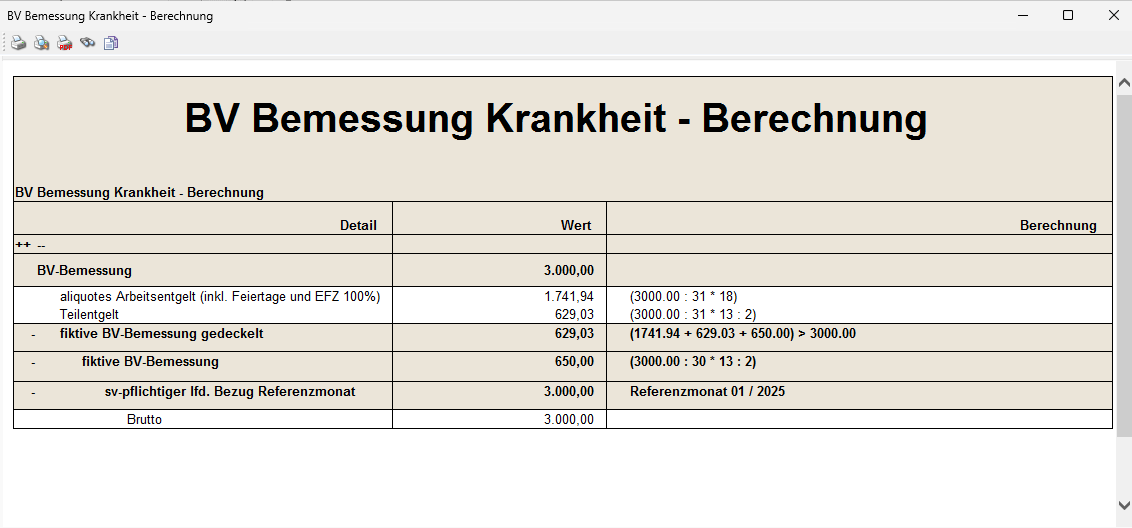 BV Bemessung Krankheit - Berechnung
PDF
BV Bemessung Krankheit - Berechnung
BV Bemessung Krankheit - Berechnung
Detail Wert Berechnung
++ --
BV-Bemessung 3.000,00
aliquotes Arbeitsentgelt (inkl. Feiertage und EFZ 100%) 1.741,94 (3000.00 : 31 * 18)
Teilentgelt 629,03 (3000.00 : 31 * 13 : 2)
- fiktive BV-Bemessung gedeckelt 629,03 (1741.94 + 629.03 + 650.00) > 3000.00
- fiktive BV-Bemessung 650,00 (3000.00 : 30 * 13 : 2)
- sv-pflichtiger lfd. Bezug Referenzmonat 3.000,00 Referenzmonat 01 / 2025
Brutto 3.000,00